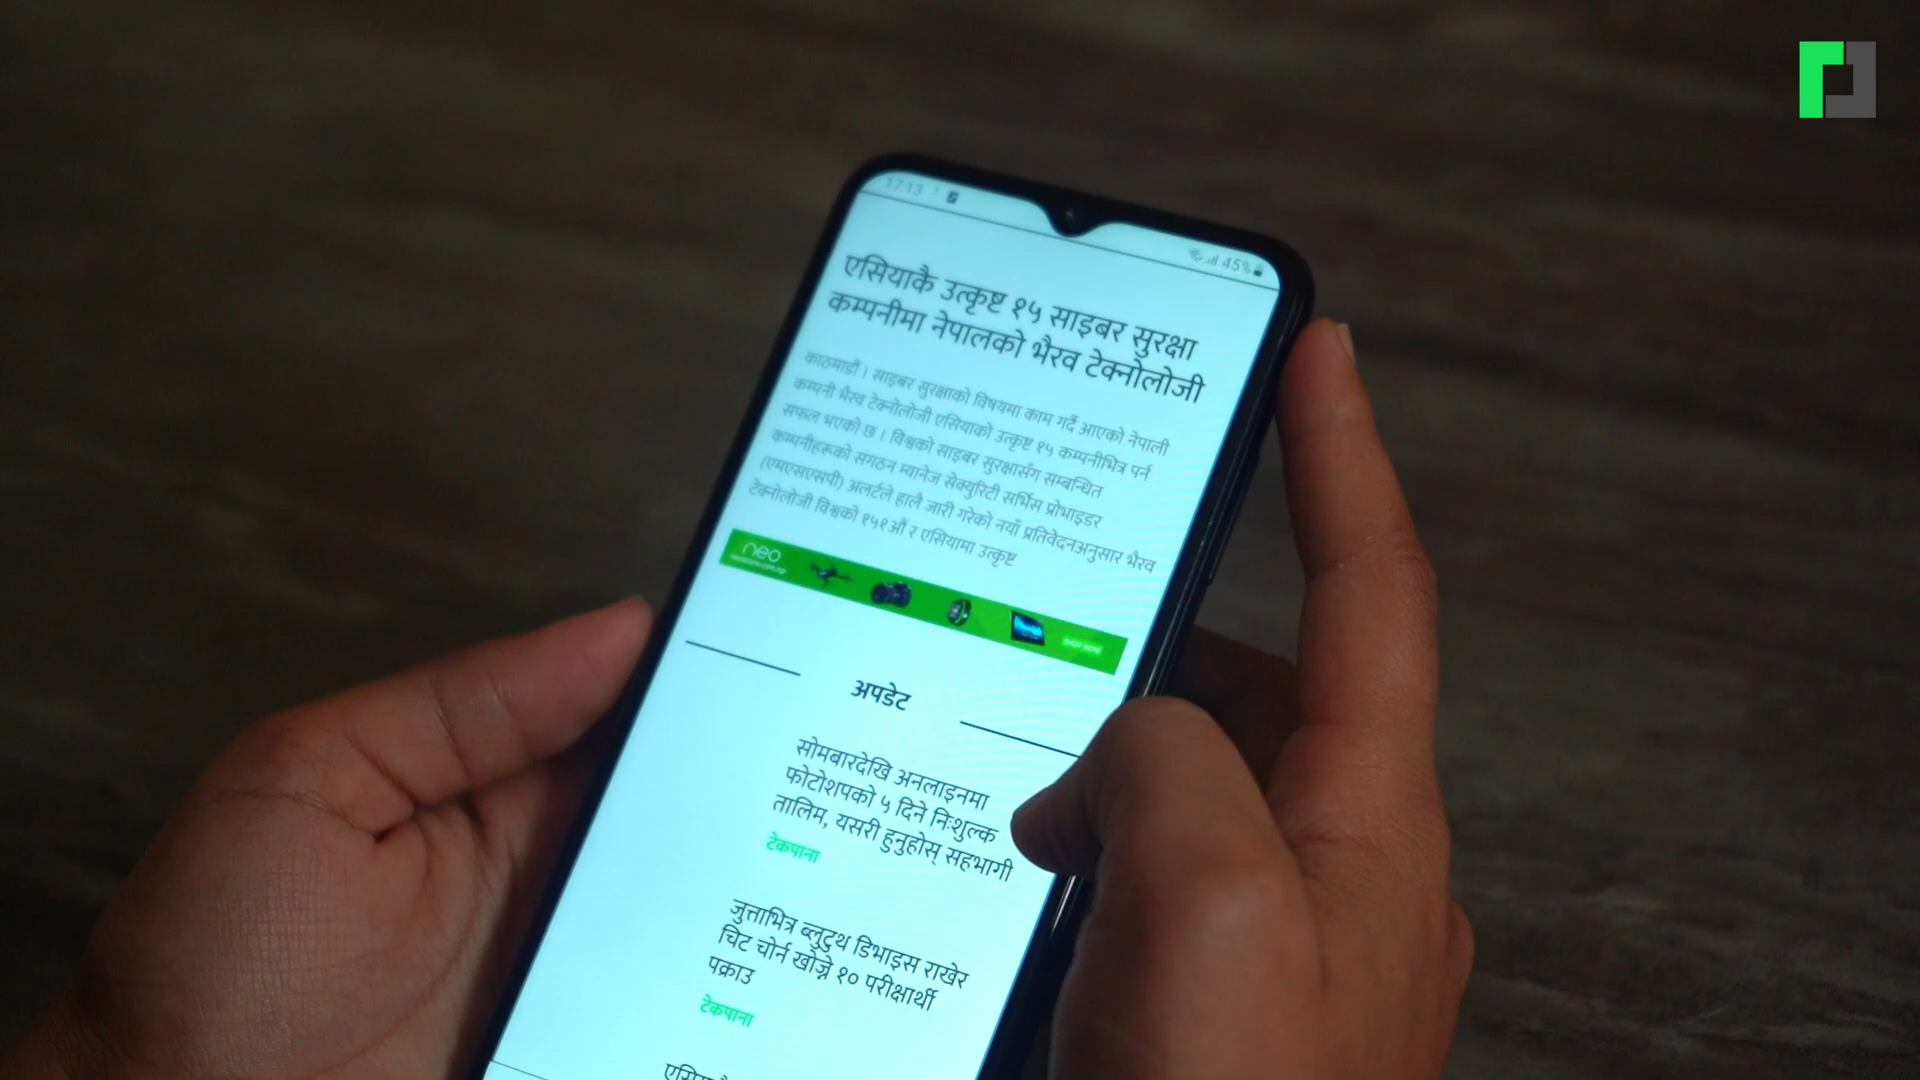 17:13
45%
एसियाकै उत्कृष्ट १५ साइबर सुरक्षा
कम्पनीमा नेपालको भैरव टेक्नोलोजी
काठमाडौं । साइबर सुरक्षाको विषयमा काम गर्दै आएको नेपाली
कम्पनी भैरव टेक्नोलोजी एसियाको उत्कृष्ट १५ कम्पनीभित्र पर्न
सफल भएको छ । विश्वको साइबर सुरक्षासँग सम्बन्धित
कम्पनीहरूको संगठन म्यानेज सेक्युरिटी सर्भिस प्रोभाइडर
(एमएसएसपी) अलर्टले हालै जारी गरेको नयाँ प्रतिवेदनअनुसार भैरव
टेक्नोलोजी विश्वको १५१औं र एसियामा उत्कृष्ट
neo
SHOP NOW
अपडेट
सोमबारदेखि अनलाइनमा
फोटोशपको ५ दिने निःशुल्क
तालिम, यसरी हुनुहोस् सहभागी
टेकपाना
जुत्ताभित्र ब्लुटुथ डिभाइस राखेर
चिट चोर्न खोज्ने १० परीक्षार्थी
पक्राउ
टेकपाना